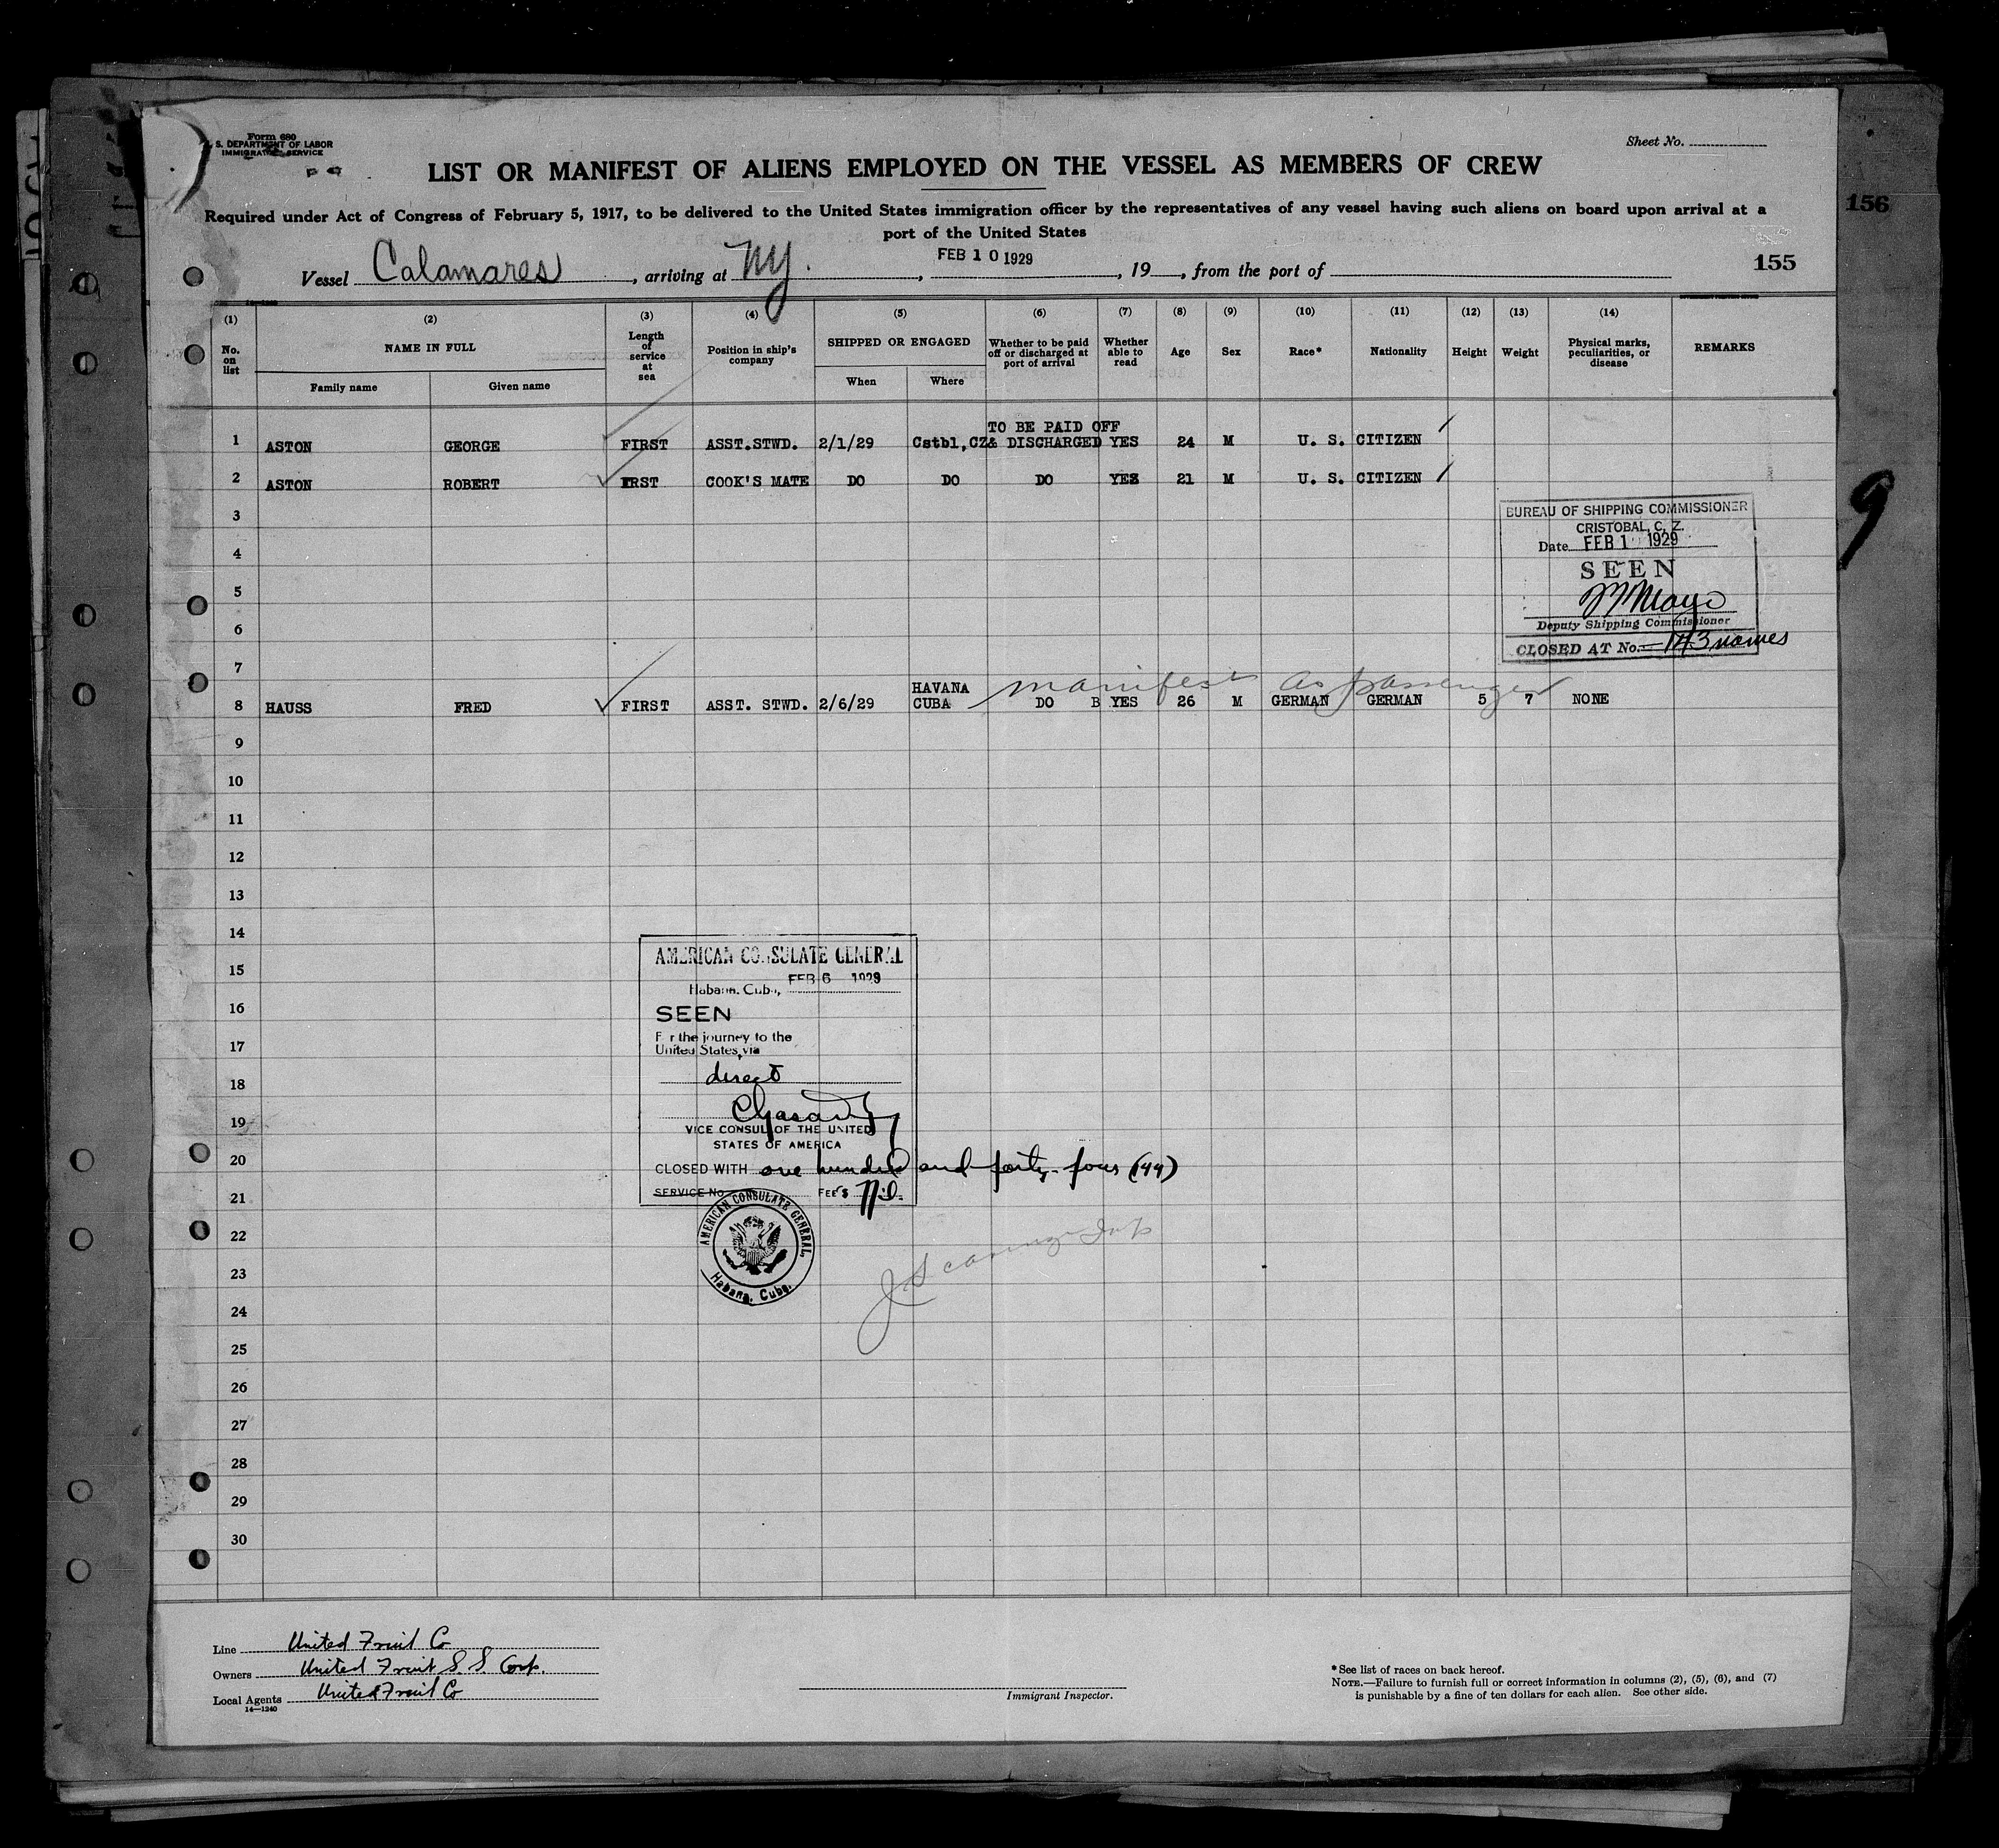 Form 680
S. DEPARTMENT OF LABOR
IMMIGRATION SERVICE
Sheet No.
LIST OR MANIFEST OF ALIENS EMPLOYED ON THE VESSEL AS MEMBERS OF CREW
156
Required under Act of Congress of February 5, 1917, to be delivered to the United States immigration officer by the representatives of any vessel having such aliens on board upon arrival at a
port of the United States
Vessel Calamares, arriving at NY., FEB 10 1929, 19, from the port of
155
(1) (2) (3) (4) (5) (6) (7) (8) (9) (10) (11) (12) (13) (14)
No. on list NAME IN FULL Length of service at sea Position in ship's company SHIPPED OR ENGAGED Whether to be paid off or discharged at port of arrival Whether able to read Age Sex Race* Nationality Height Weight Physical marks, peculiarities, or disease REMARKS
Family name Given name When Where
TO BE PAID OFF
1 ASTON GEORGE FIRST ASST.STWD. 2/1/29 Cstbl,CZ & DISCHARGED YES 24 M U. S. CITIZEN
2 ASTON ROBERT FRST COOK'S MATE DO DO DO YES 21 M U. S. CITIZEN
3
BUREAU OF SHIPPING COMMISSIONER
CRISTOBAL, C. Z.
Date FEB 1 1929
9
4
SEEN
5
6
Deputy Shipping Commissioner
CLOSED AT No. 143 names
7
manifest as passenger
HAVANA
8 HAUSS FRED FIRST ASST. STWD. 2/6/29 CUBA DO B YES 26 M GERMAN GERMAN 5 7 NONE
9
10
11
12
13
14
AMERICAN CONSULATE GENERAL
15
FEB 6 1929
Habana, Cuba,
16
SEEN
For the journey to the
17
United States via
direct
18
19
VICE CONSUL OF THE UNITED
STATES OF AMERICA
20
CLOSED WITH one hundred and forty-four (144)
21
SERVICE No. FEES Nil.
AMERICAN CONSULATE GENERAL,
Habana, Cuba.
22
23
24
25
26
27
28
29
30
Line United Fruit Co
Owners United Fruit S. S. Corp.
Local Agents United Fruit Co
14—1240
Immigrant Inspector.
*See list of races on back hereof.
NOTE.—Failure to furnish full or correct information in columns (2), (5), (6), and (7)
is punishable by a fine of ten dollars for each alien. See other side.